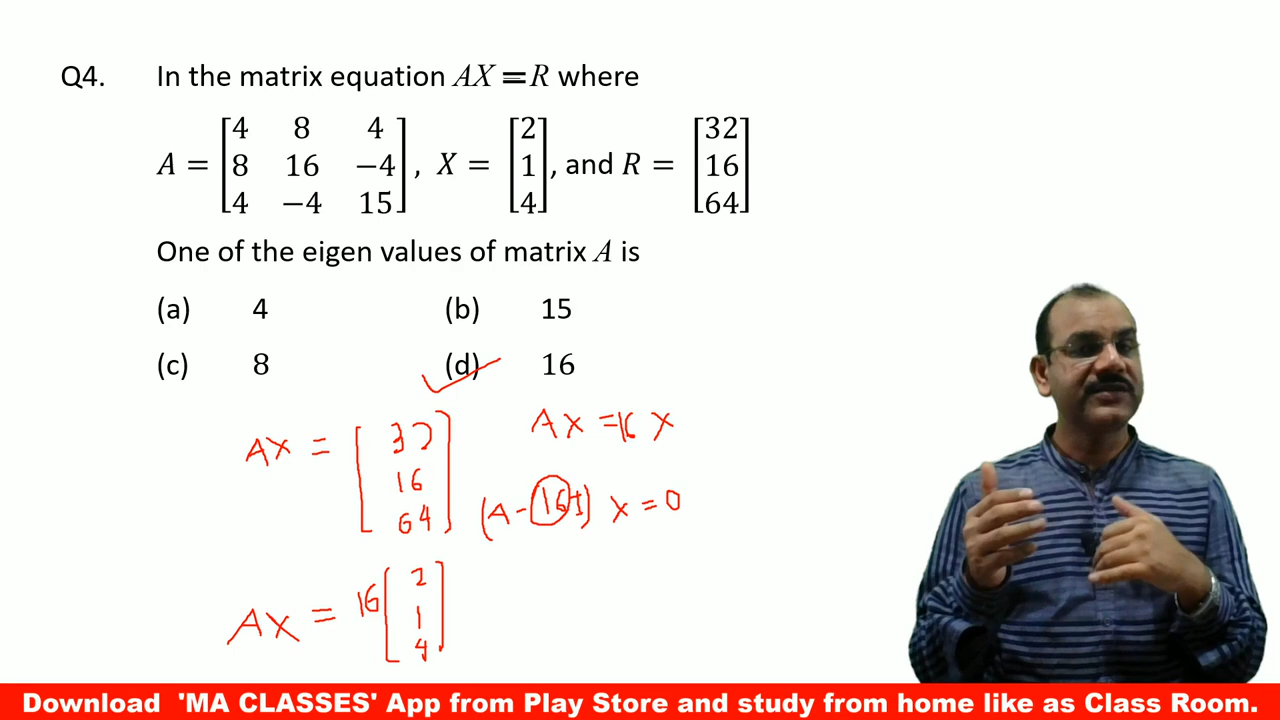 Q4. In the matrix equation AX = R where
A = [4 8 4; 8 16 −4; 4 −4 15], X = [2; 1; 4], and R = [32; 16; 64]
One of the eigen values of matrix A is
(a) 4 (b) 15
(c) 8 (d) 16
AX = [32; 16; 64]
AX = 16 X
(A - 16I) X = 0
AX = 16 [2; 1; 4]
Download 'MA CLASSES' App from Play Store and study from home like as Class Room.